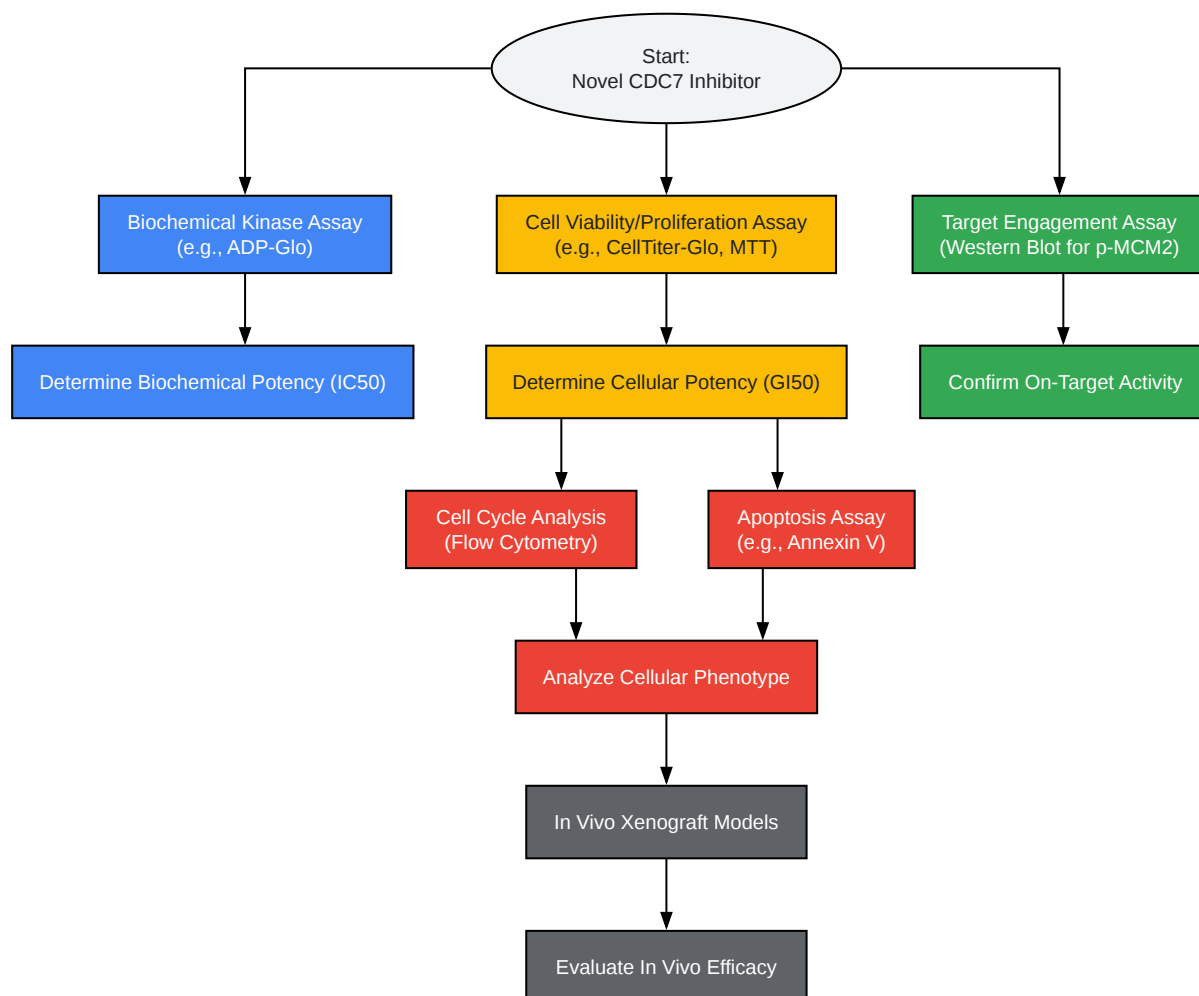 Start:
Novel CDC7 Inhibitor
Biochemical Kinase Assay
(e.g., ADP-Glo)
Cell Viability/Proliferation Assay
(e.g., CellTiter-Glo, MTT)
Target Engagement Assay
(Western Blot for p-MCM2)
Determine Biochemical Potency (IC50)
Determine Cellular Potency (GI50)
Confirm On-Target Activity
Cell Cycle Analysis
(Flow Cytometry)
Apoptosis Assay
(e.g., Annexin V)
Analyze Cellular Phenotype
In Vivo Xenograft Models
Evaluate In Vivo Efficacy